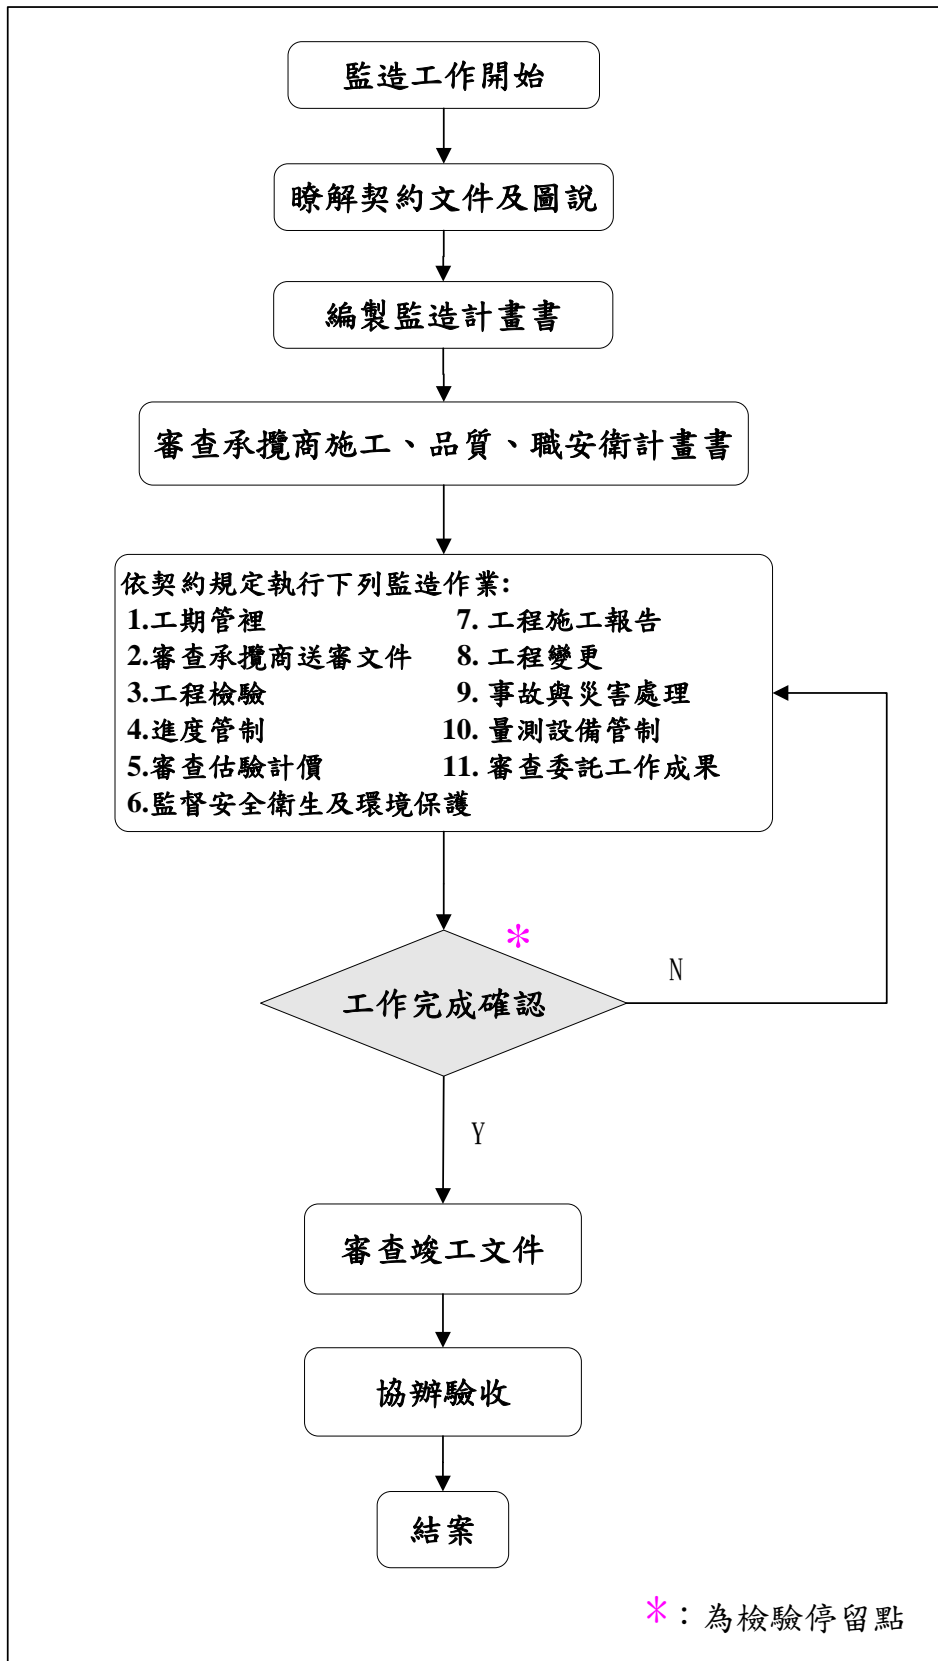 監造工作開始
瞭解契約文件及圖說
編製監造計畫書
審查承攬商施工、品質、職安衛計畫書
依契約規定執行下列監造作業:
1.工期管裡
2.審查承攬商送審文件
3.工程檢驗
4.進度管制
5.審查估驗計價
6.監督安全衛生及環境保護
7. 工程施工報告
8. 工程變更
9. 事故與災害處理
10. 量測設備管制
11. 審查委託工作成果
*
工作完成確認
N
Y
審查竣工文件
協辦驗收
結案
*：為檢驗停留點